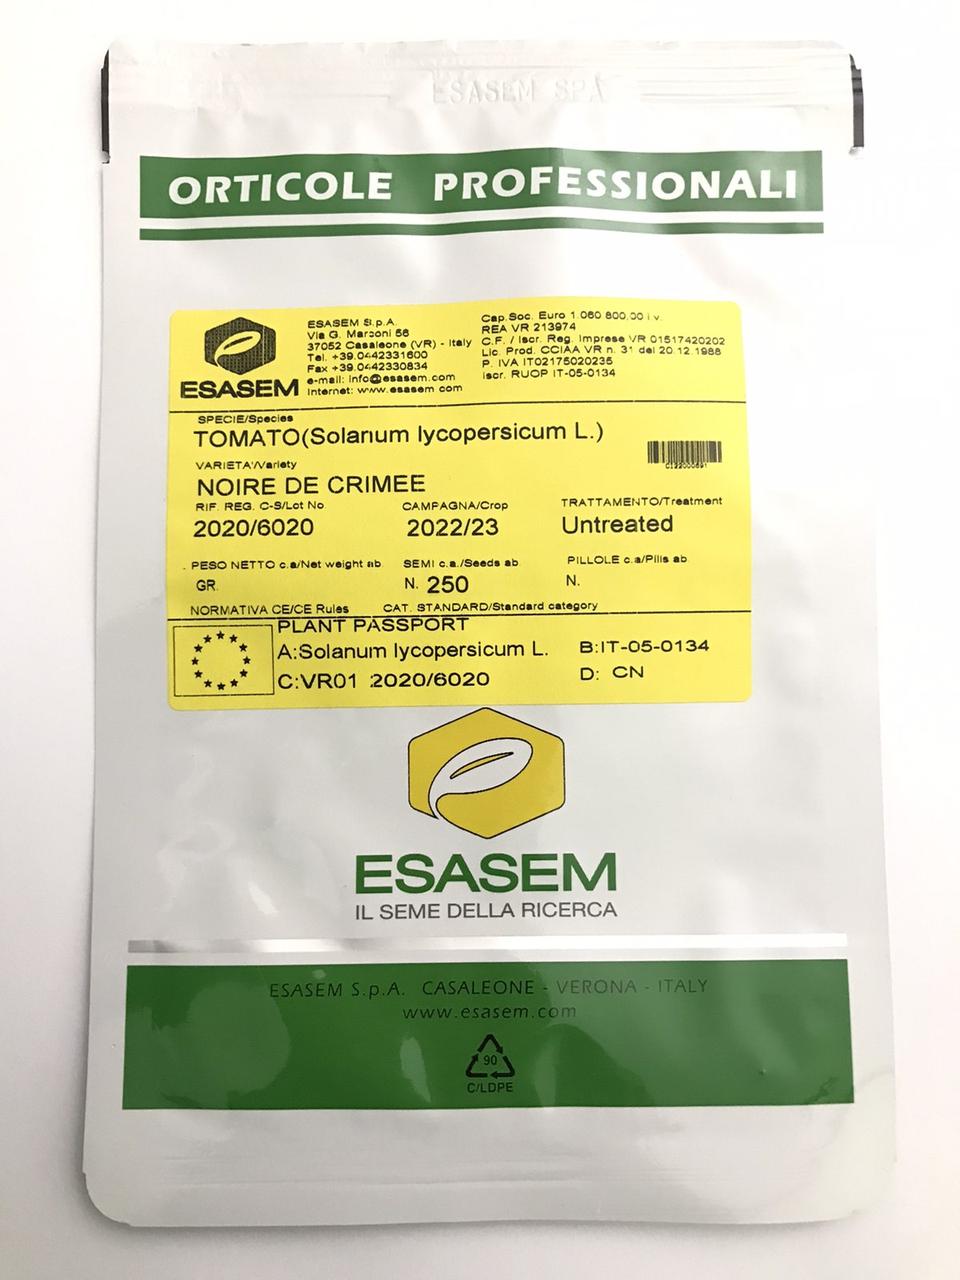 ESASEM SPA
ORTICOLE PROFESSIONALI
ESASEM
ESASEM S.p.A.
Via G. Marconi 56
37052 Casaleone (VR) - Italy
Tel. +39.0442331600
Fax +39.0442330834
e-mail: info@esasem.com
Internet: www.esasem.com
Cap.Soc. Euro 1.060.800,00 i.v.
REA VR 213974
C.F. / Iscr. Reg. Imprese VR 01517420202
Lic. Prod. CCIAA VR n. 31 del 20.12.1988
P. IVA IT02175020235
Iscr. RUOP IT-05-0134
SPECIE/Species
TOMATO(Solanum lycopersicum L.)
VARIETA'/Variety
NOIRE DE CRIMEE
RIF. REG. C-S/Lot No CAMPAGNA/Crop TRATTAMENTO/Treatment
2020/6020 2022/23 Untreated
PESO NETTO c.a/Net weight ab SEMI c.a./Seeds ab PILLOLE c.a/Pills ab
GR. N. 250 N.
NORMATIVA CE/CE Rules CAT. STANDARD/Standard category
PLANT PASSPORT
A:Solanum lycopersicum L. B:IT-05-0134
C:VR01 :2020/6020 D: CN
ESASEM
IL SEME DELLA RICERCA
ESASEM S.p.A. CASALEONE - VERONA - ITALY
www.esasem.com
90
C/LDPE